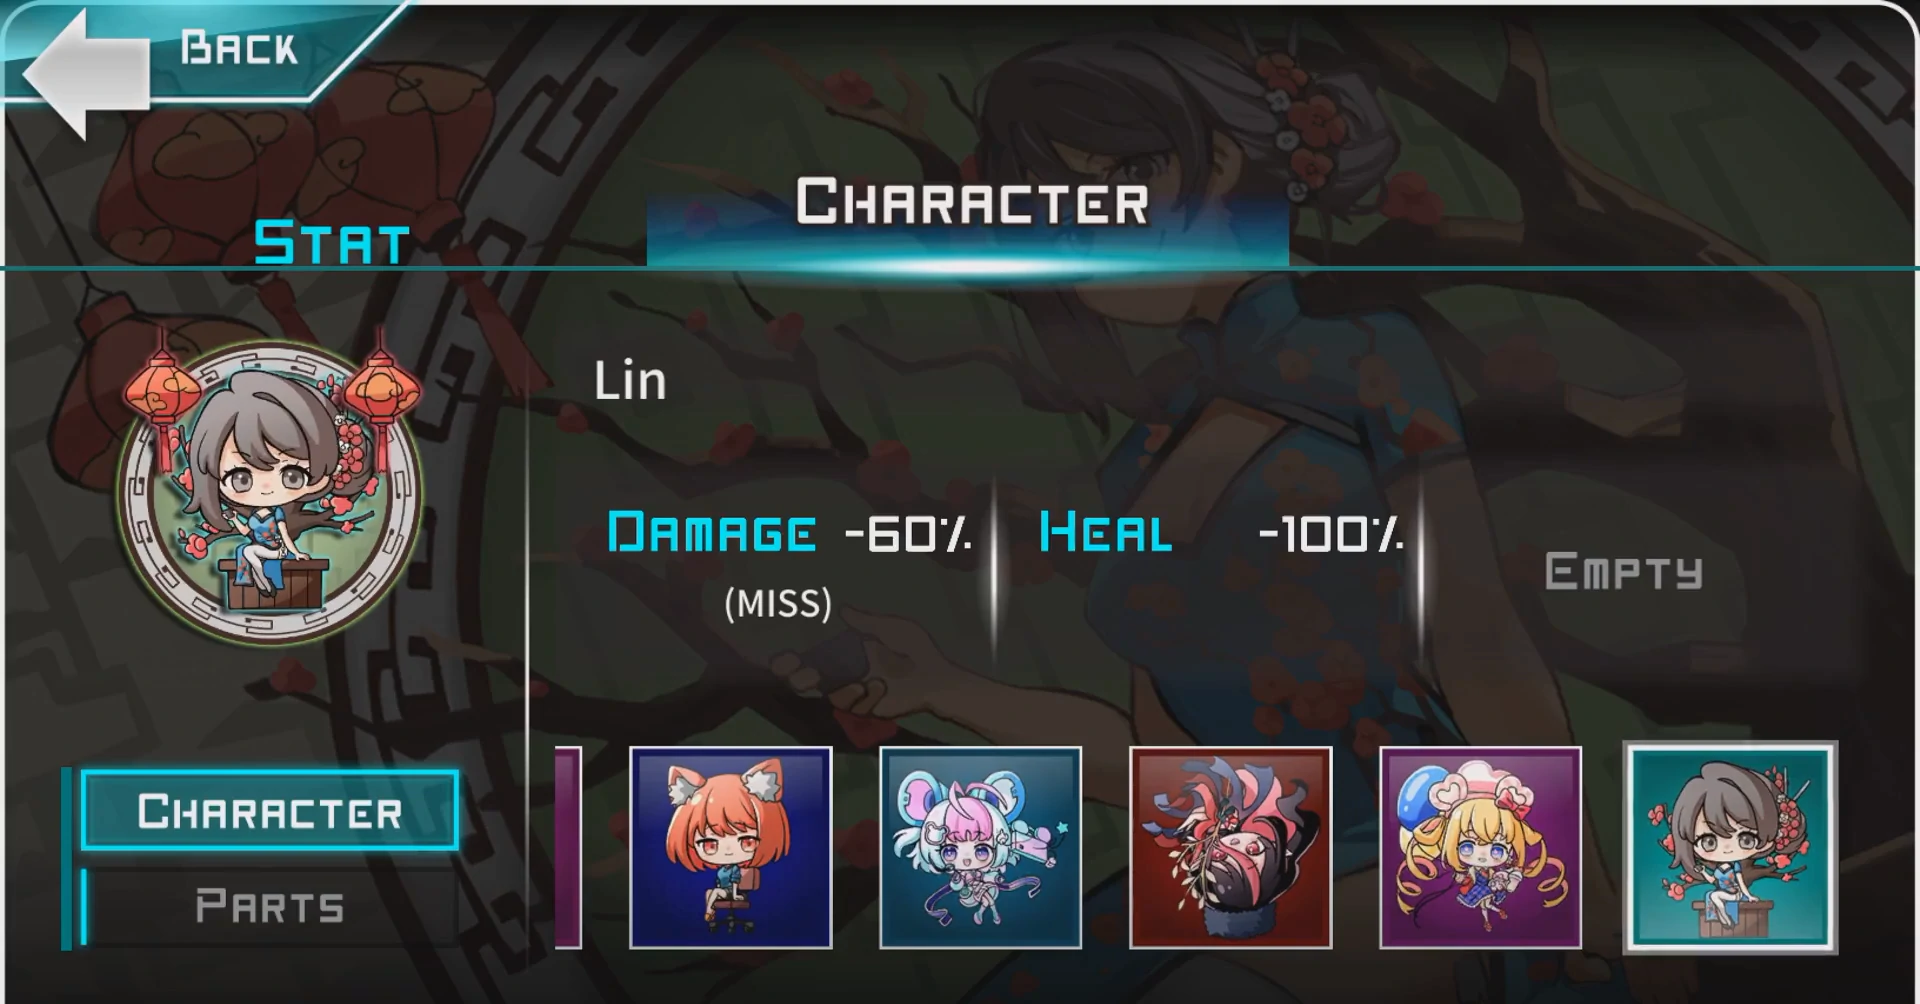 BACK
STAT
CHARACTER
Lin
DAMAGE -60%
(MISS)
HEAL -100%
EMPTY
CHARACTER
PARTS